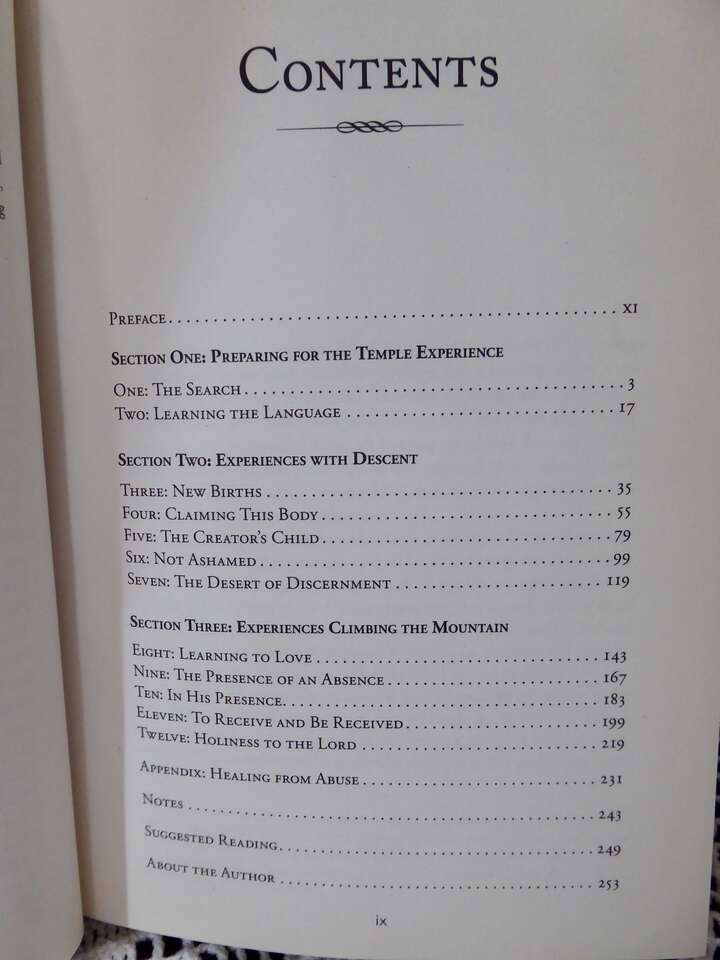 Contents
Preface . . . . . . . . . . . . . . . . . . . . . . . . . . . . . . . . . . . . . . . . . . . . . . . . . . xi
Section One: Preparing for the Temple Experience
One: The Search . . . . . . . . . . . . . . . . . . . . . . . . . . . . . . . . . . . . . . . . . . 3
Two: Learning the Language . . . . . . . . . . . . . . . . . . . . . . . . . . . . . . 17
Section Two: Experiences with Descent
Three: New Births . . . . . . . . . . . . . . . . . . . . . . . . . . . . . . . . . . . . . . . 35
Four: Claiming This Body . . . . . . . . . . . . . . . . . . . . . . . . . . . . . . . . . 55
Five: The Creator's Child . . . . . . . . . . . . . . . . . . . . . . . . . . . . . . . . . 79
Six: Not Ashamed . . . . . . . . . . . . . . . . . . . . . . . . . . . . . . . . . . . . . . . 99
Seven: The Desert of Discernment . . . . . . . . . . . . . . . . . . . . . . . 119
Section Three: Experiences Climbing the Mountain
Eight: Learning to Love . . . . . . . . . . . . . . . . . . . . . . . . . . . . . . . . 143
Nine: The Presence of an Absence . . . . . . . . . . . . . . . . . . . . . . . . 167
Ten: In His Presence . . . . . . . . . . . . . . . . . . . . . . . . . . . . . . . . . . . 183
Eleven: To Receive and Be Received . . . . . . . . . . . . . . . . . . . . . . 199
Twelve: Holiness to the Lord . . . . . . . . . . . . . . . . . . . . . . . . . . . 219
Appendix: Healing from Abuse . . . . . . . . . . . . . . . . . . . . . . . . . . 231
Notes . . . . . . . . . . . . . . . . . . . . . . . . . . . . . . . . . . . . . . . . . . . . . . 243
Suggested Reading . . . . . . . . . . . . . . . . . . . . . . . . . . . . . . . . . . . . 249
About the Author . . . . . . . . . . . . . . . . . . . . . . . . . . . . . . . . . . . . 253
ix